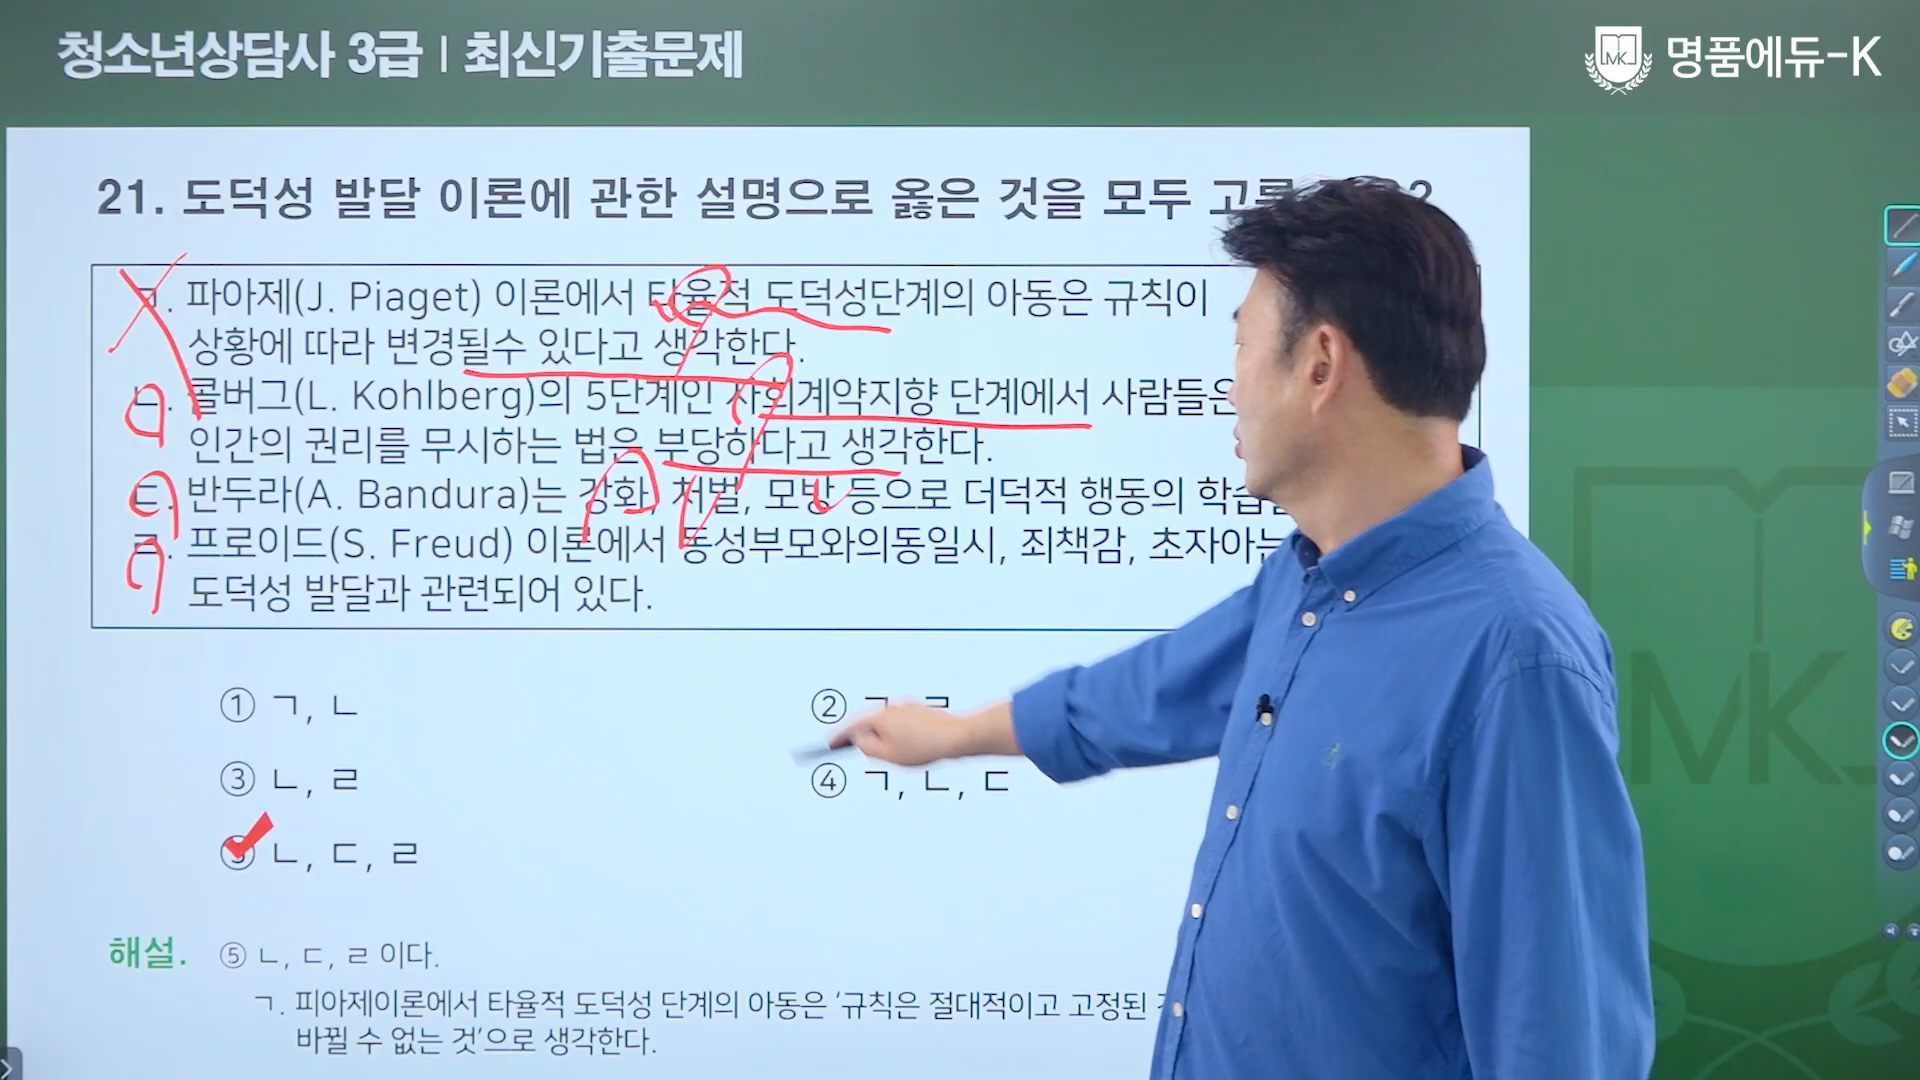 청소년상담사 3급 | 최신기출문제
MK 명품에듀-K
21. 도덕성 발달 이론에 관한 설명으로 옳은 것을 모두 고른
ㄱ. 파아제(J. Piaget) 이론에서 타율적 도덕성단계의 아동은 규칙이
상황에 따라 변경될수 있다고 생각한다.
ㄴ. 콜버그(L. Kohlberg)의 5단계인 사회계약지향 단계에서 사람들은
인간의 권리를 무시하는 법은 부당하다고 생각한다.
ㄷ. 반두라(A. Bandura)는 강화, 처벌, 모방 등으로 더덕적 행동의 학습
ㄹ. 프로이드(S. Freud) 이론에서 동성부모와의동일시, 죄책감, 초자아는
도덕성 발달과 관련되어 있다.
① ㄱ, ㄴ
② ㄱ, ㄹ
③ ㄴ, ㄹ
④ ㄱ, ㄴ, ㄷ
⑤ ㄴ, ㄷ, ㄹ
해설. ⑤ ㄴ, ㄷ, ㄹ 이다.
ㄱ. 피아제이론에서 타율적 도덕성 단계의 아동은 '규칙은 절대적이고 고정된
바뀔 수 없는 것'으로 생각한다.
MK